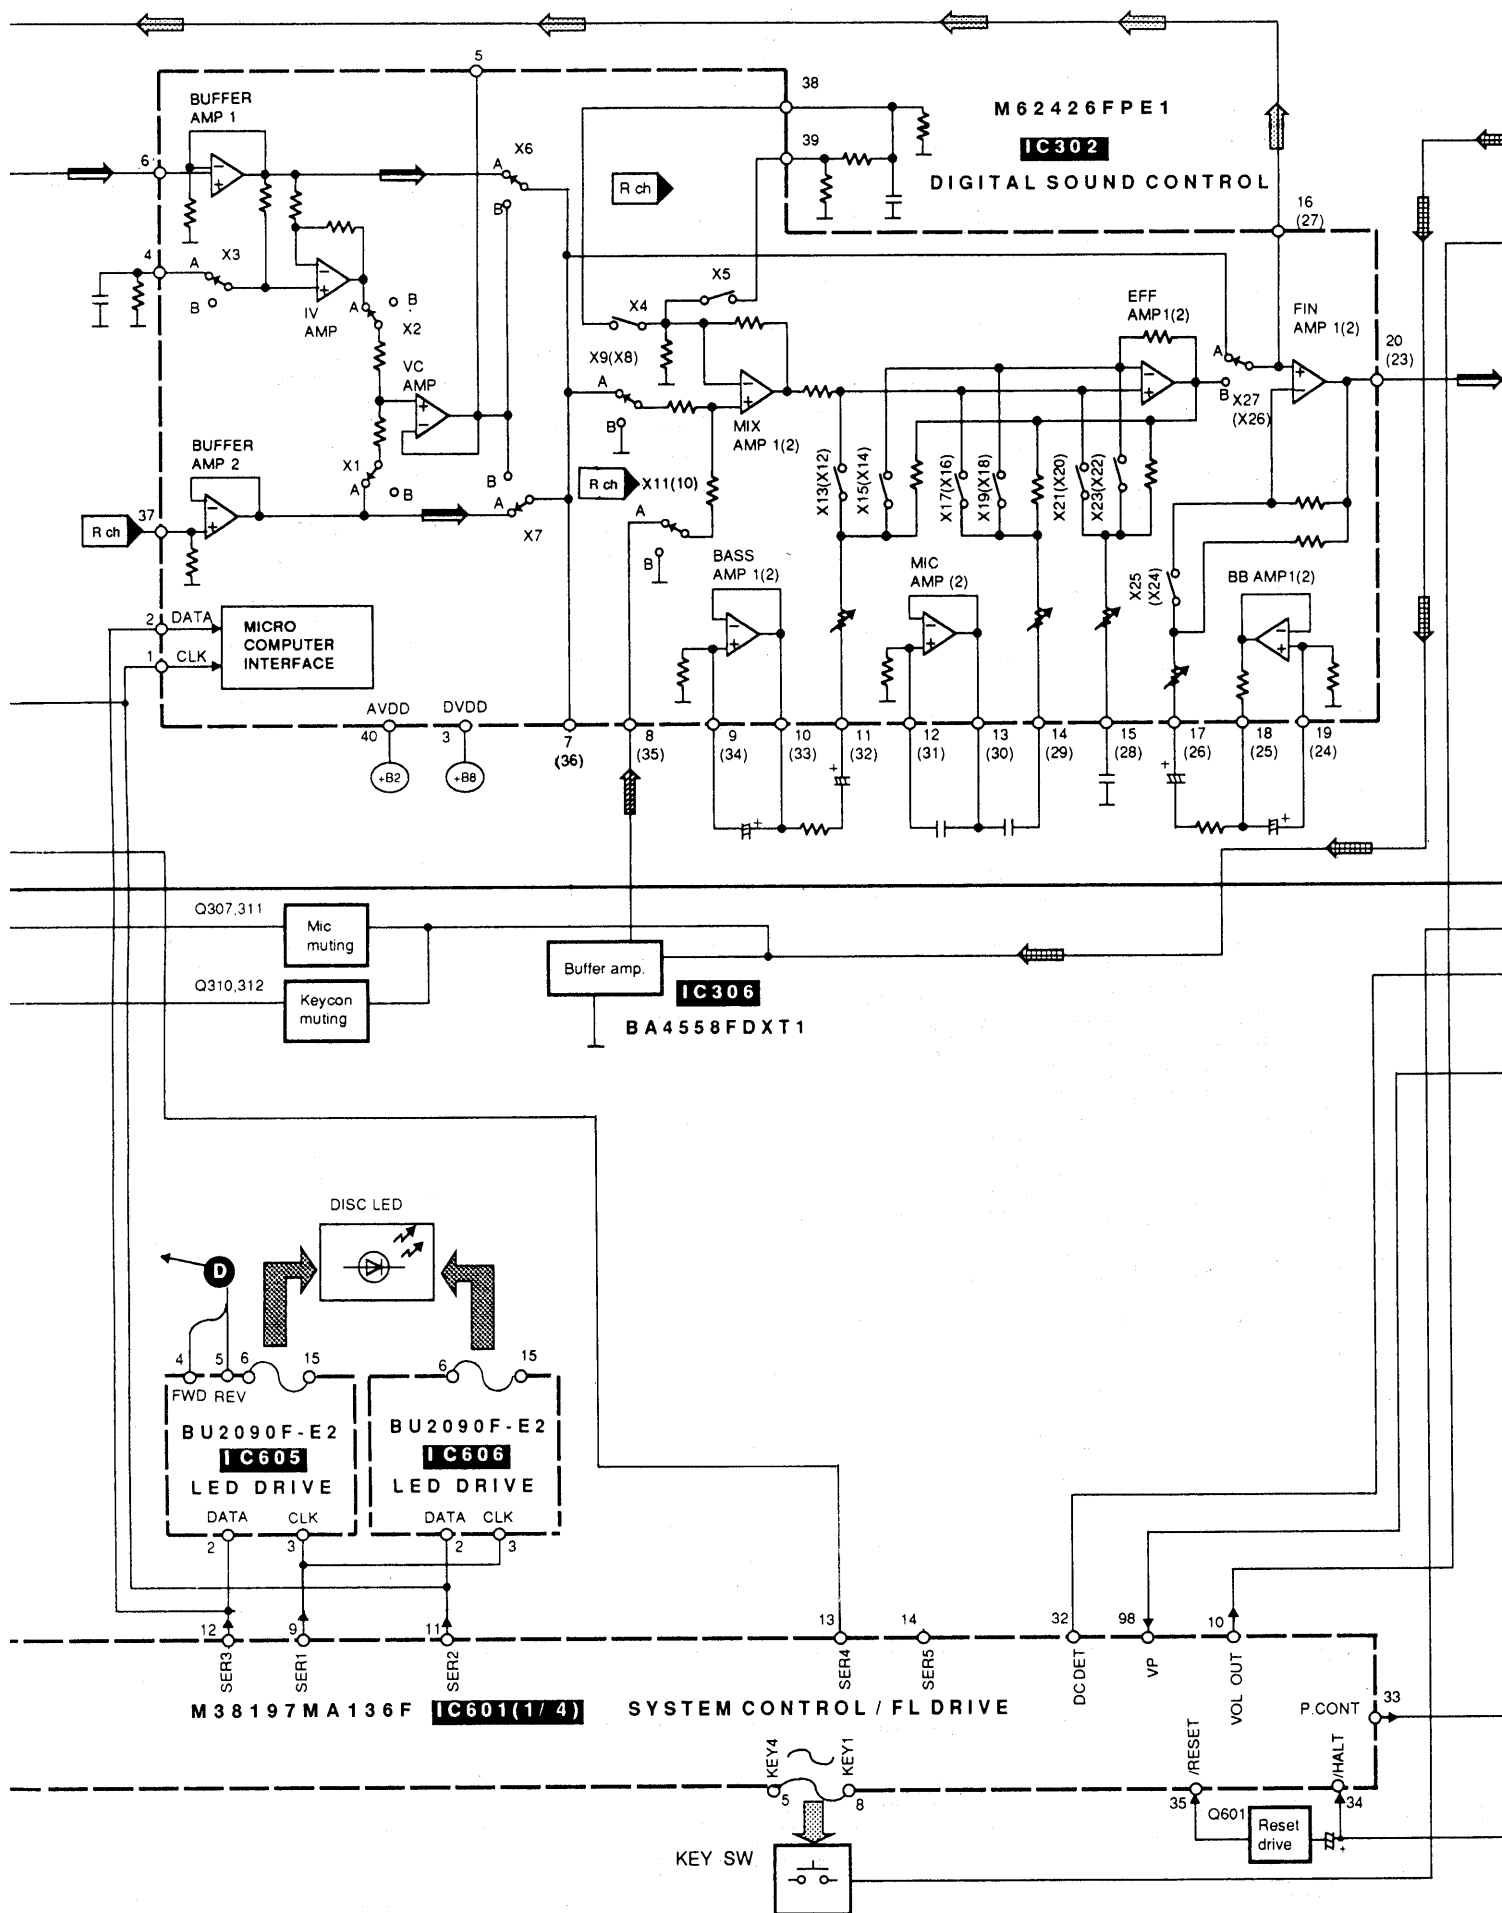 5
38
BUFFER
AMP 1
M62426FPE1
39
IC302
6
A
X6
R ch
DIGITAL SOUND CONTROL
B
16
(27)
4
A
X3
B
X5
IV
AMP
A
B
X2
X4
EFF
AMP1(2)
FIN
AMP 1(2)
20
(23)
X9(X8)
A
VC
AMP
A
B
X27
(X26)
B
MIX
AMP 1(2)
BUFFER
AMP 2
X1
A
B
B
A
X7
R ch
X11(10)
X13(X12)
X15(X14)
X17(X16)
X19(X18)
X21(X20)
X23(X22)
37
R ch
A
B
BASS
AMP 1(2)
MIC
AMP (2)
X25
(X24)
BB AMP1(2)
2
DATA
MICRO
COMPUTER
INTERFACE
1
CLK
AVDD
DVDD
40
3
7
(36)
8
(35)
9
(34)
10
(33)
11
(32)
12
(31)
13
(30)
14
(29)
15
(28)
17
(26)
18
(25)
19
(24)
+B2
+B8
+
+
+
+
Q307,311
Mic
muting
Buffer amp.
Q310,312
Keycon
muting
IC306
BA4558FDXT1
DISC LED
D
4
5
6
15
6
15
FWD
REV
BU2090F-E2
IC605
LED DRIVE
BU2090F-E2
IC606
LED DRIVE
DATA
CLK
DATA
CLK
2
3
2
3
12
9
11
13
14
32
98
10
SER3
SER1
SER2
SER4
SER5
DC DET
VP
VOL OUT
M38197MA136F
IC601(1/4)
SYSTEM CONTROL / FL DRIVE
P.CONT
33
KEY4
KEY1
/RESET
/HALT
5
8
35
34
Q601
Reset
drive
+
KEY SW